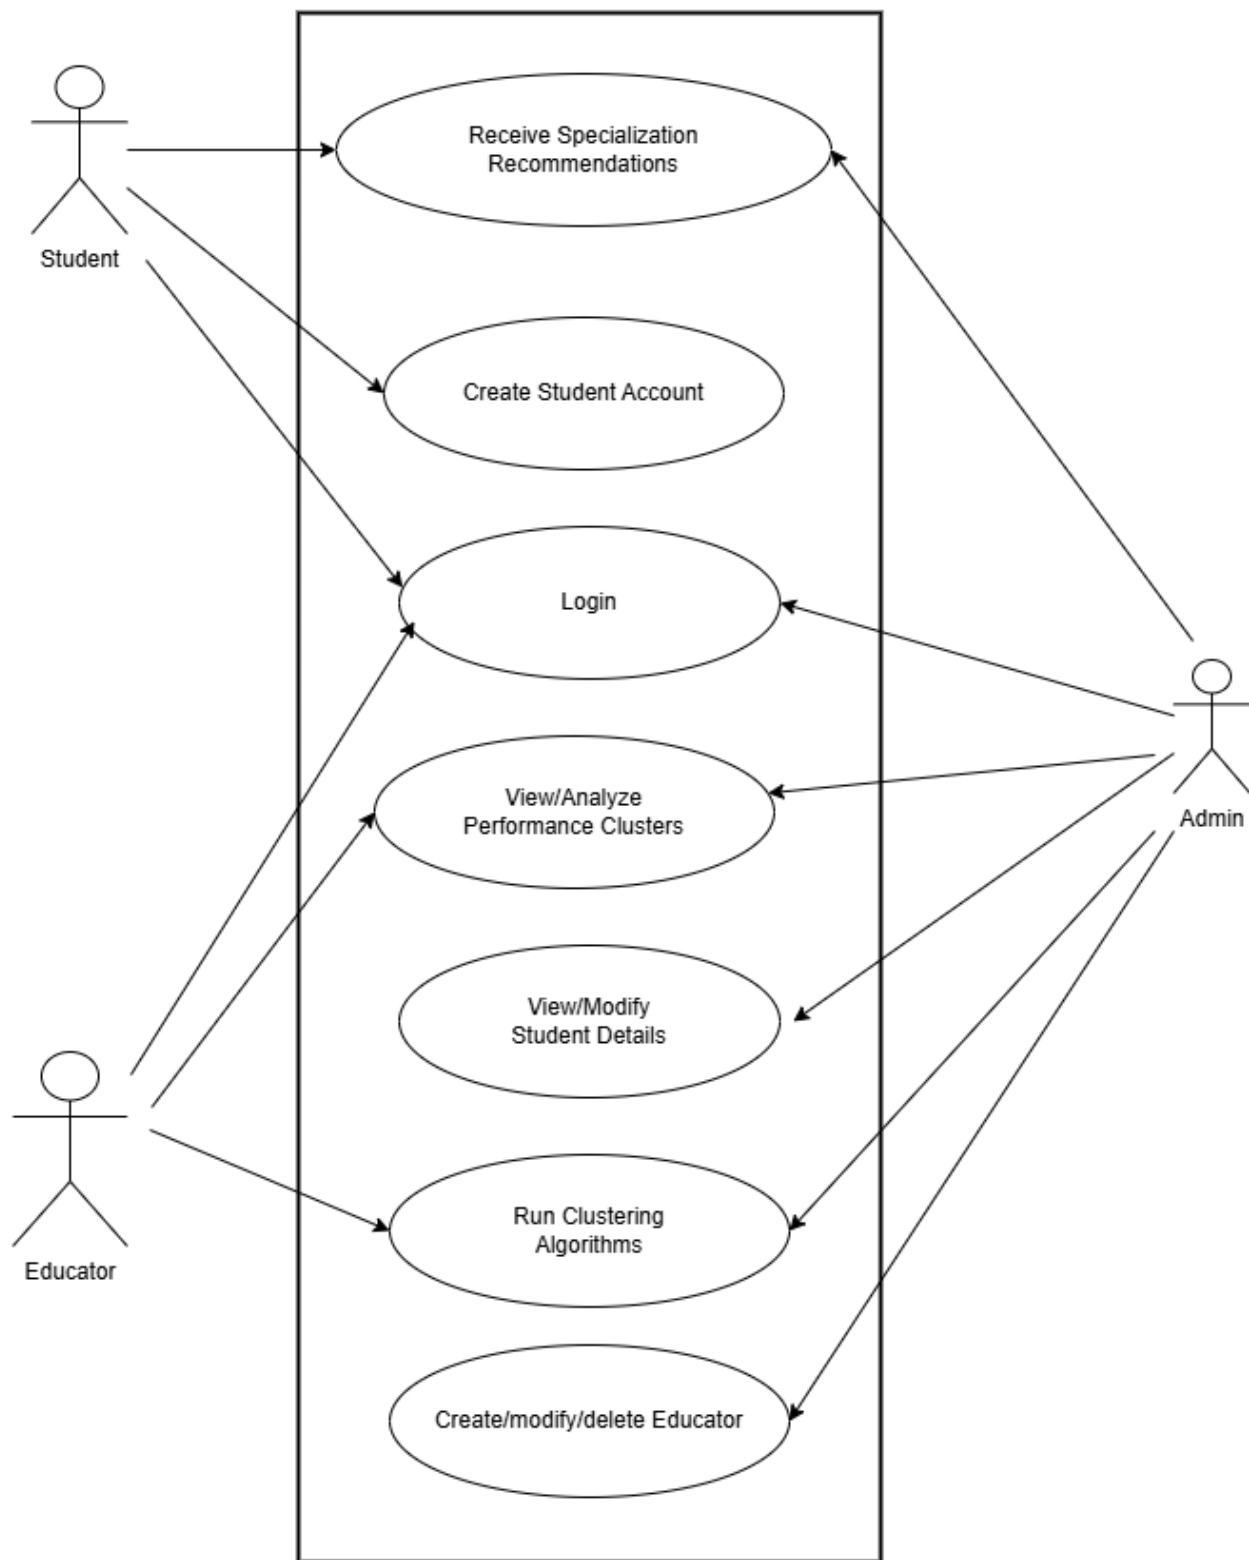 Receive Specialization
Recommendations
Student
Create Student Account
Login
View/Analyze
Performance Clusters
Admin
View/Modify
Student Details
Run Clustering
Algorithms
Educator
Create/modify/delete Educator